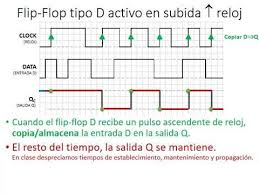 Flip-Flop tipo D activo en subida ↑ reloj
CLOCK
(RELOJ)
Copiar D→Q
DATA
(ENTRADA D)
Q
(SALIDA Q)
• Cuando el flip-flop D recibe un pulso ascendente de reloj,
copia/almacena la entrada D en la salida Q.
• El resto del tiempo, la salida Q se mantiene.
En clase despreciamos tiempos de establecimiento, mantenimiento y propagación.